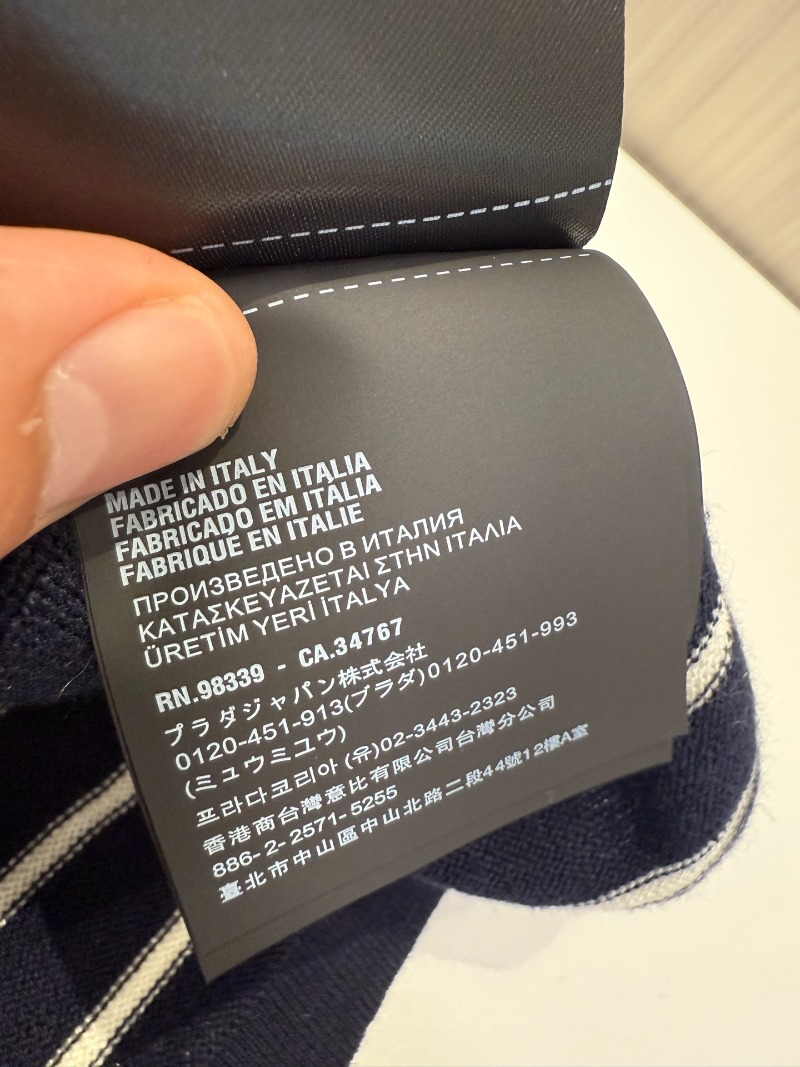 MADE IN ITALY
FABRICADO EN ITALIA
FABRICADO EM ITÁLIA
FABRIQUÉ EN ITALIE
ПРОИЗВЕДЕНО В ИТАЛИЯ
ΚΑΤΑΣΚΕΥΑΖΕΤΑΙ ΣΤΗΝ ΙΤΑΛΙΑ
ÜRETİM YERİ İTALYA
RN.98339 - CA.34767
プラダジャパン株式会社
0120-451-913(プラダ)0120-451-993
(ミュウミュウ)
프라다코리아 (유)02-3443-2323
香港商台灣意比有限公司台灣分公司
886-2-2571-5255
臺北市中山區中山北路二段44號12樓A室